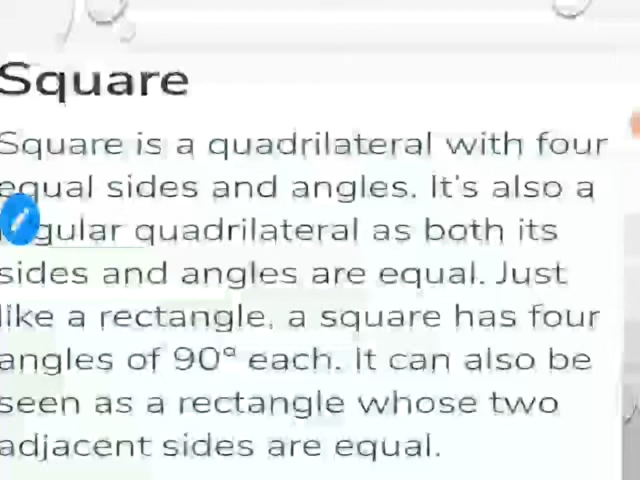 Square
Square is a quadrilateral with four
equal sides and angles. It's also a
regular quadrilateral as both its
sides and angles are equal. Just
like a rectangle, a square has four
angles of 90° each. It can also be
seen as a rectangle whose two
adjacent sides are equal.